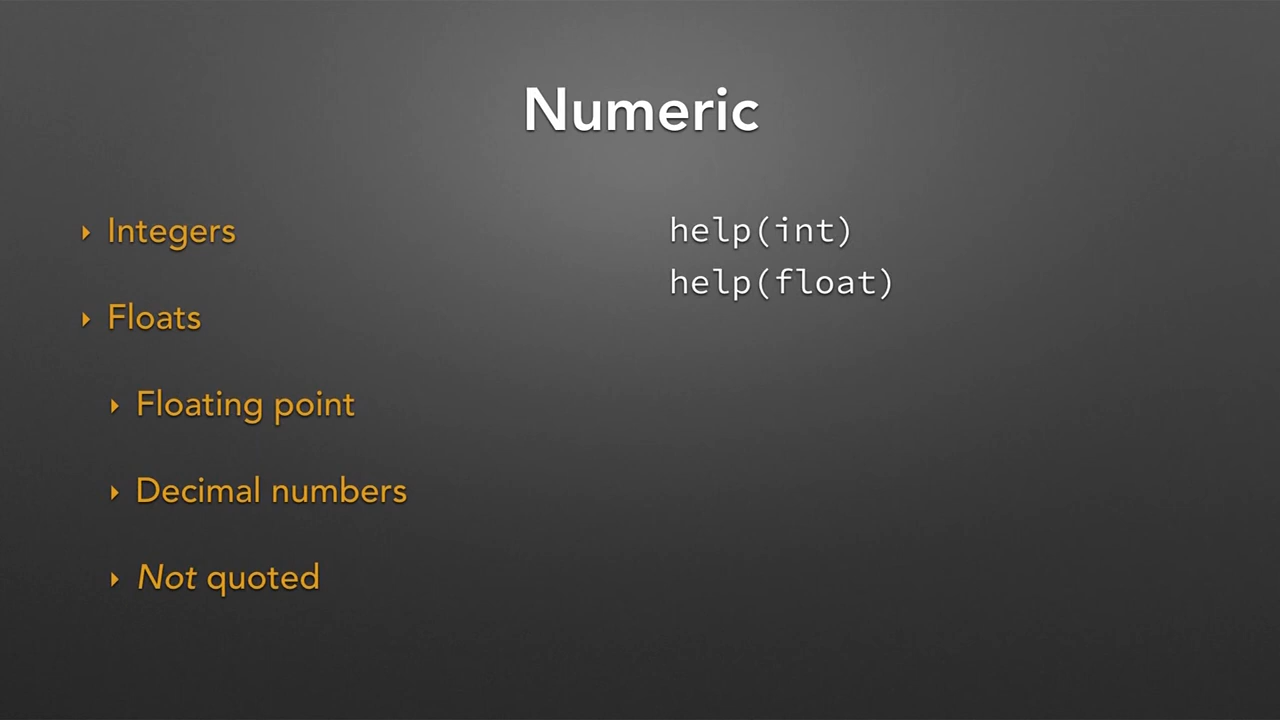 Numeric
Integers
Floats
Floating point
Decimal numbers
Not quoted
help(int)
help(float)